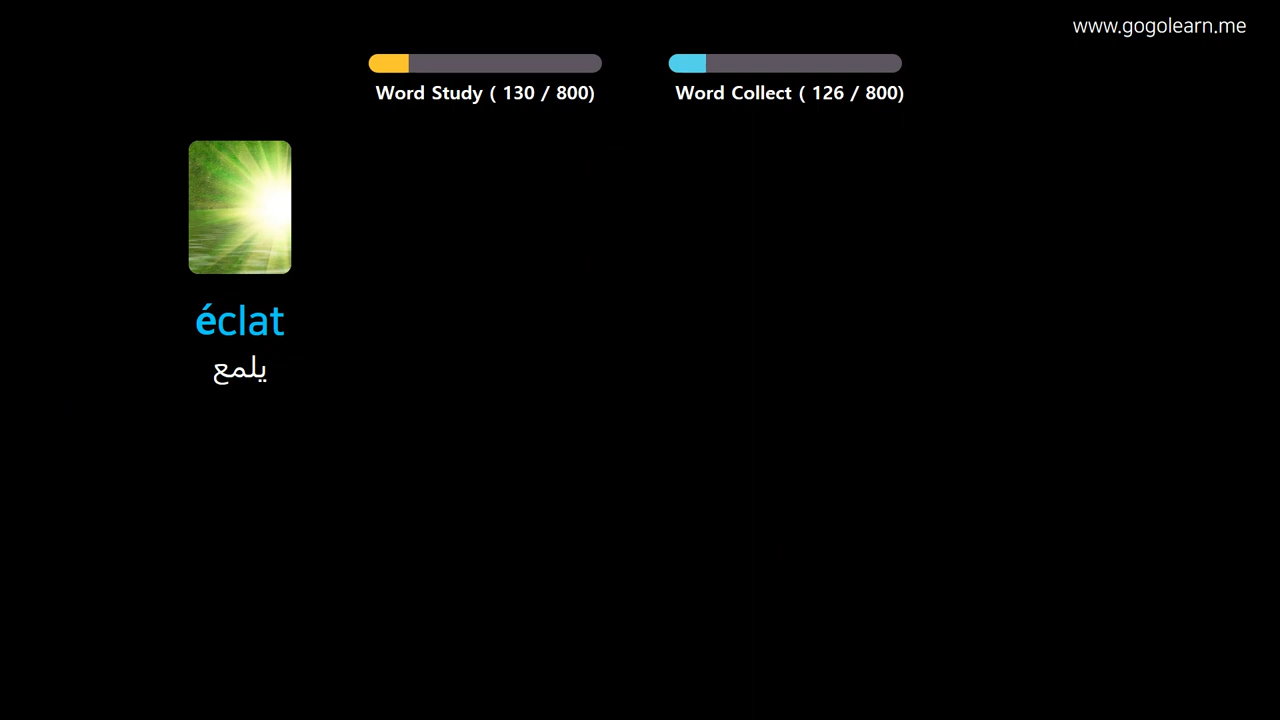 www.gogolearn.me
Word Study ( 130 / 800)
Word Collect ( 126 / 800)
éclat
يلمع